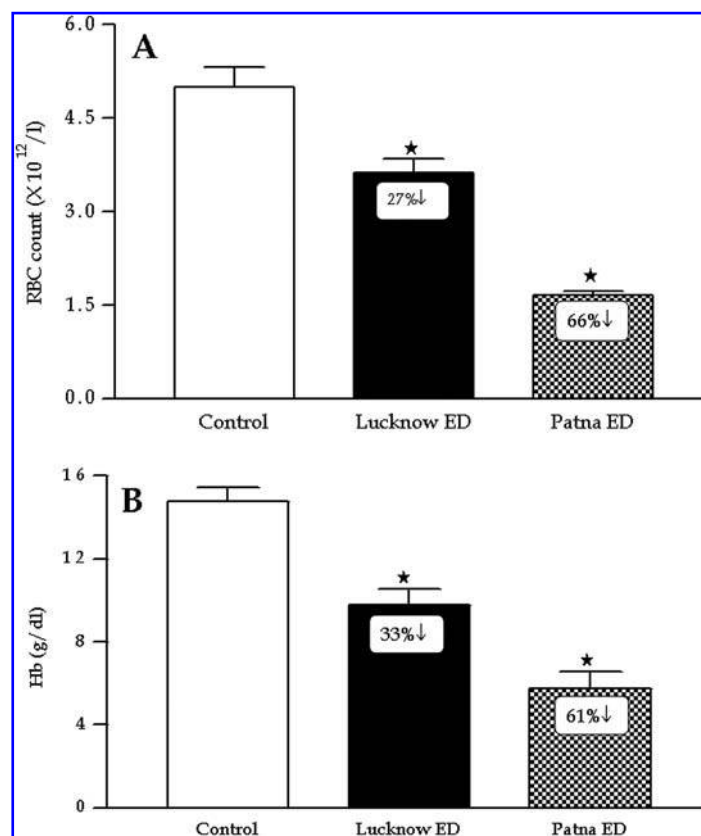 A
6.0
4.5
3.0
1.5
0.0
RBC count (X 10^12/l)
27%↓
66%↓
Control Lucknow ED Patna ED
B
16
12
8
4
0
Hb (g/dl)
33%↓
61%↓
Control Lucknow ED Patna ED